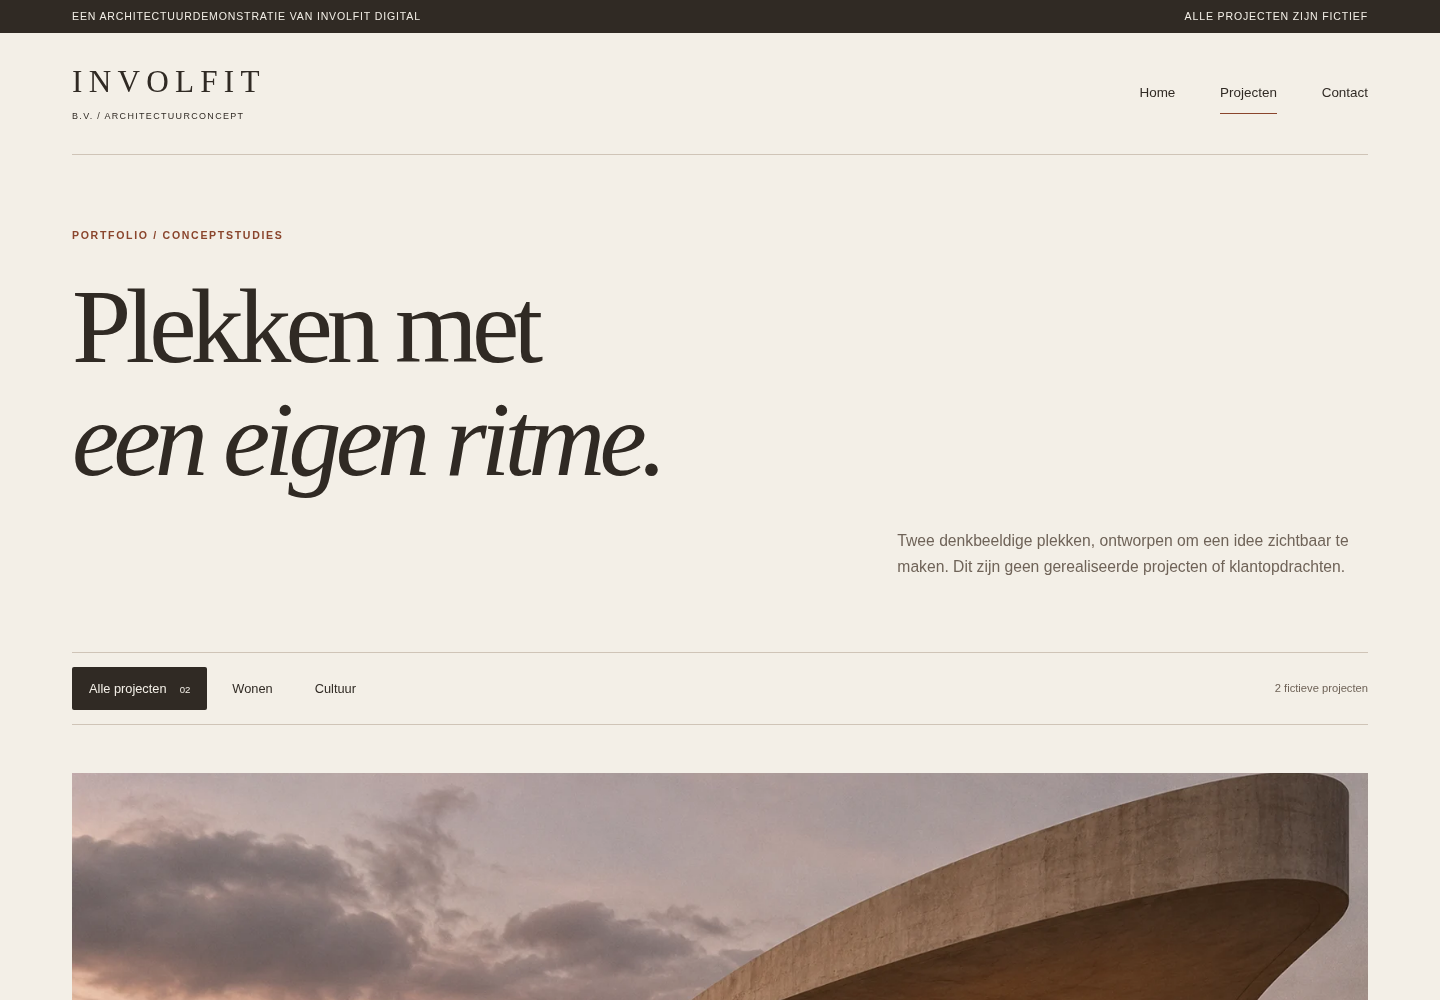 EEN ARCHITECTUURDEMONSTRATIE VAN INVOLFIT DIGITAL
ALLE PROJECTEN ZIJN FICTIEF
INVOLFIT
B.V. / ARCHITECTUURCONCEPT
Home
Projecten
Contact
PORTFOLIO / CONCEPTSTUDIES
Plekken met
een eigen ritme.
Twee denkbeeldige plekken, ontworpen om een idee zichtbaar te
maken. Dit zijn geen gerealiseerde projecten of klantopdrachten.
Alle projecten 02
Wonen
Cultuur
2 fictieve projecten